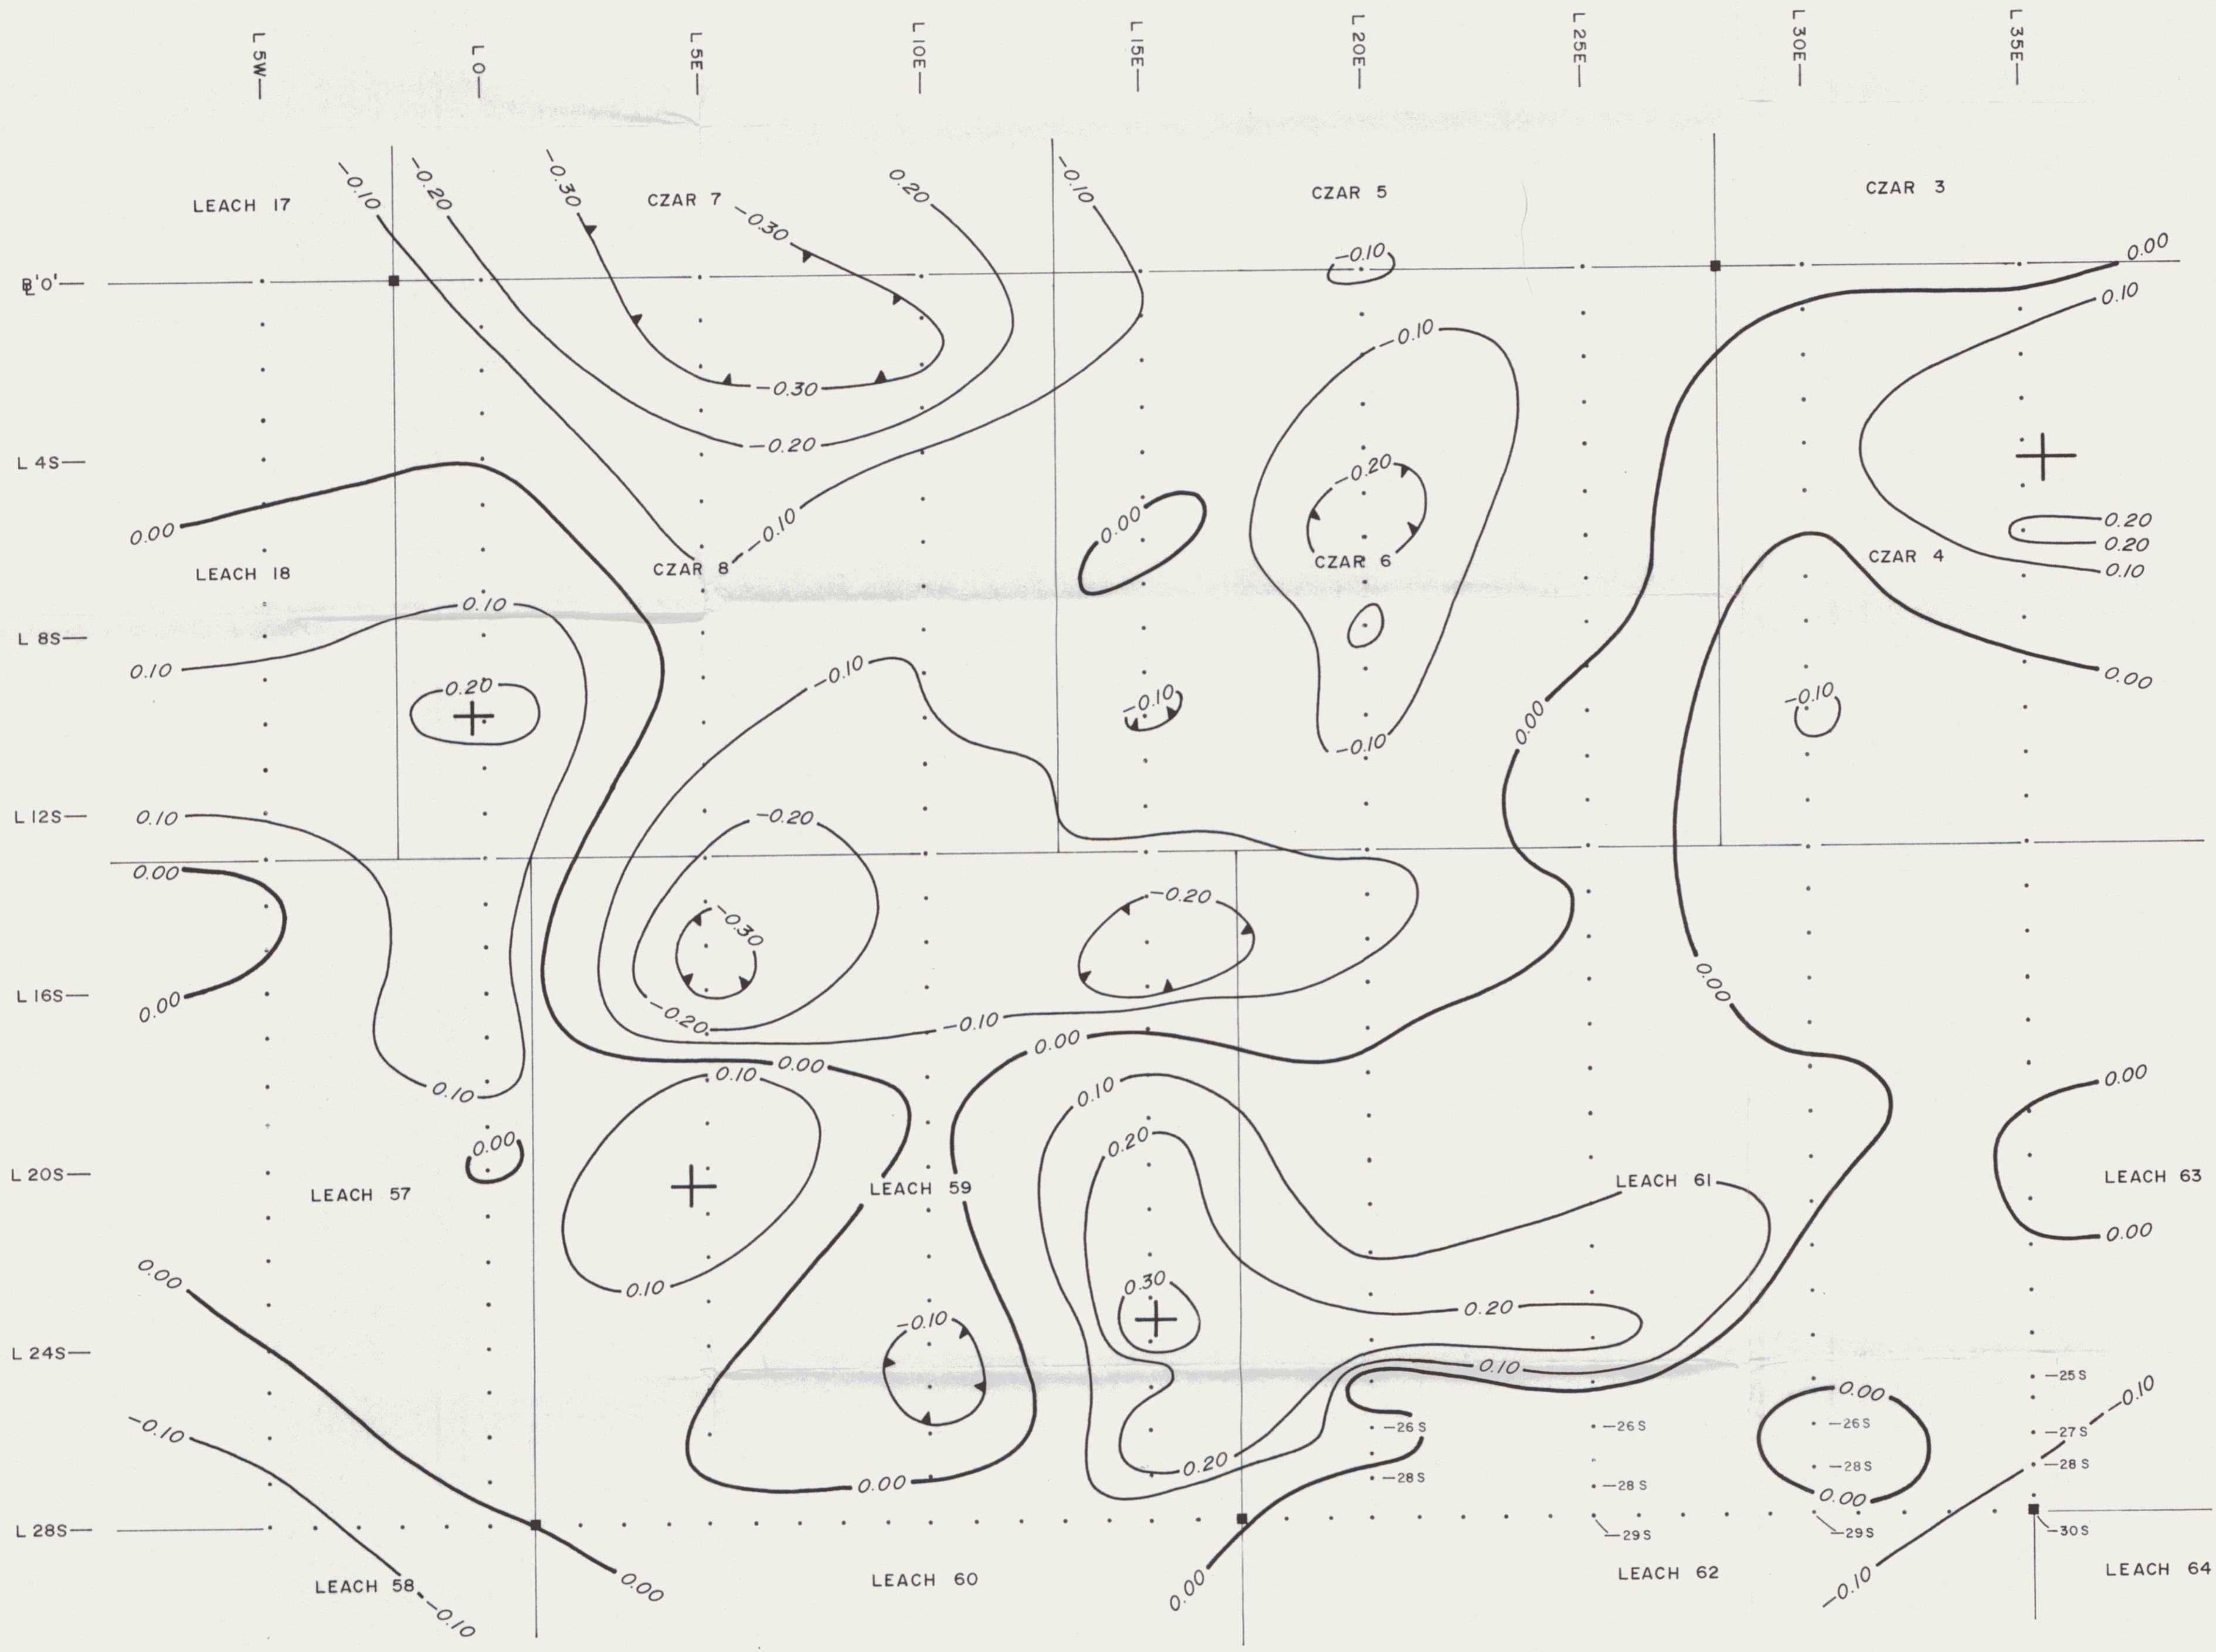 L 5W—
L 0—
L 5E—
L 10E—
L 15E—
L 20E—
L 25E—
L 30E—
L 35E—
-0.10
-0.20
-0.30
CZAR 7
-0.30
0.20
-0.10
CZAR 5
CZAR 3
LEACH 17
-0.10
0.00
BL '0'—
0.10
-0.10
-0.30
-0.20
L 4S—
-0.20
0.00
0.00
-0.10
0.20
0.20
0.10
CZAR 4
CZAR 6
CZAR 8
LEACH 18
0.10
L 8S—
0.10
-0.10
0.00
0.20
-0.10
-0.10
0.00
-0.10
0.10
L 12S—
-0.20
0.00
-0.20
-0.30
L 16S—
0.00
0.00
-0.20
-0.10
0.00
0.00
0.10
0.00
0.10
0.10
0.20
0.00
L 20S—
LEACH 57
LEACH 59
LEACH 61
LEACH 63
0.00
0.00
0.10
0.30
0.20
-0.10
L 24S—
0.10
-25S
0.00
-0.10
-0.10
-26S
-26S
-26S
-27S
0.20
-28S
-28S
-28S
-28S
0.00
0.00
L 28S—
-29S
-29S
-30S
LEACH 58
-0.10
0.00
LEACH 60
0.00
LEACH 62
-0.10
LEACH 64